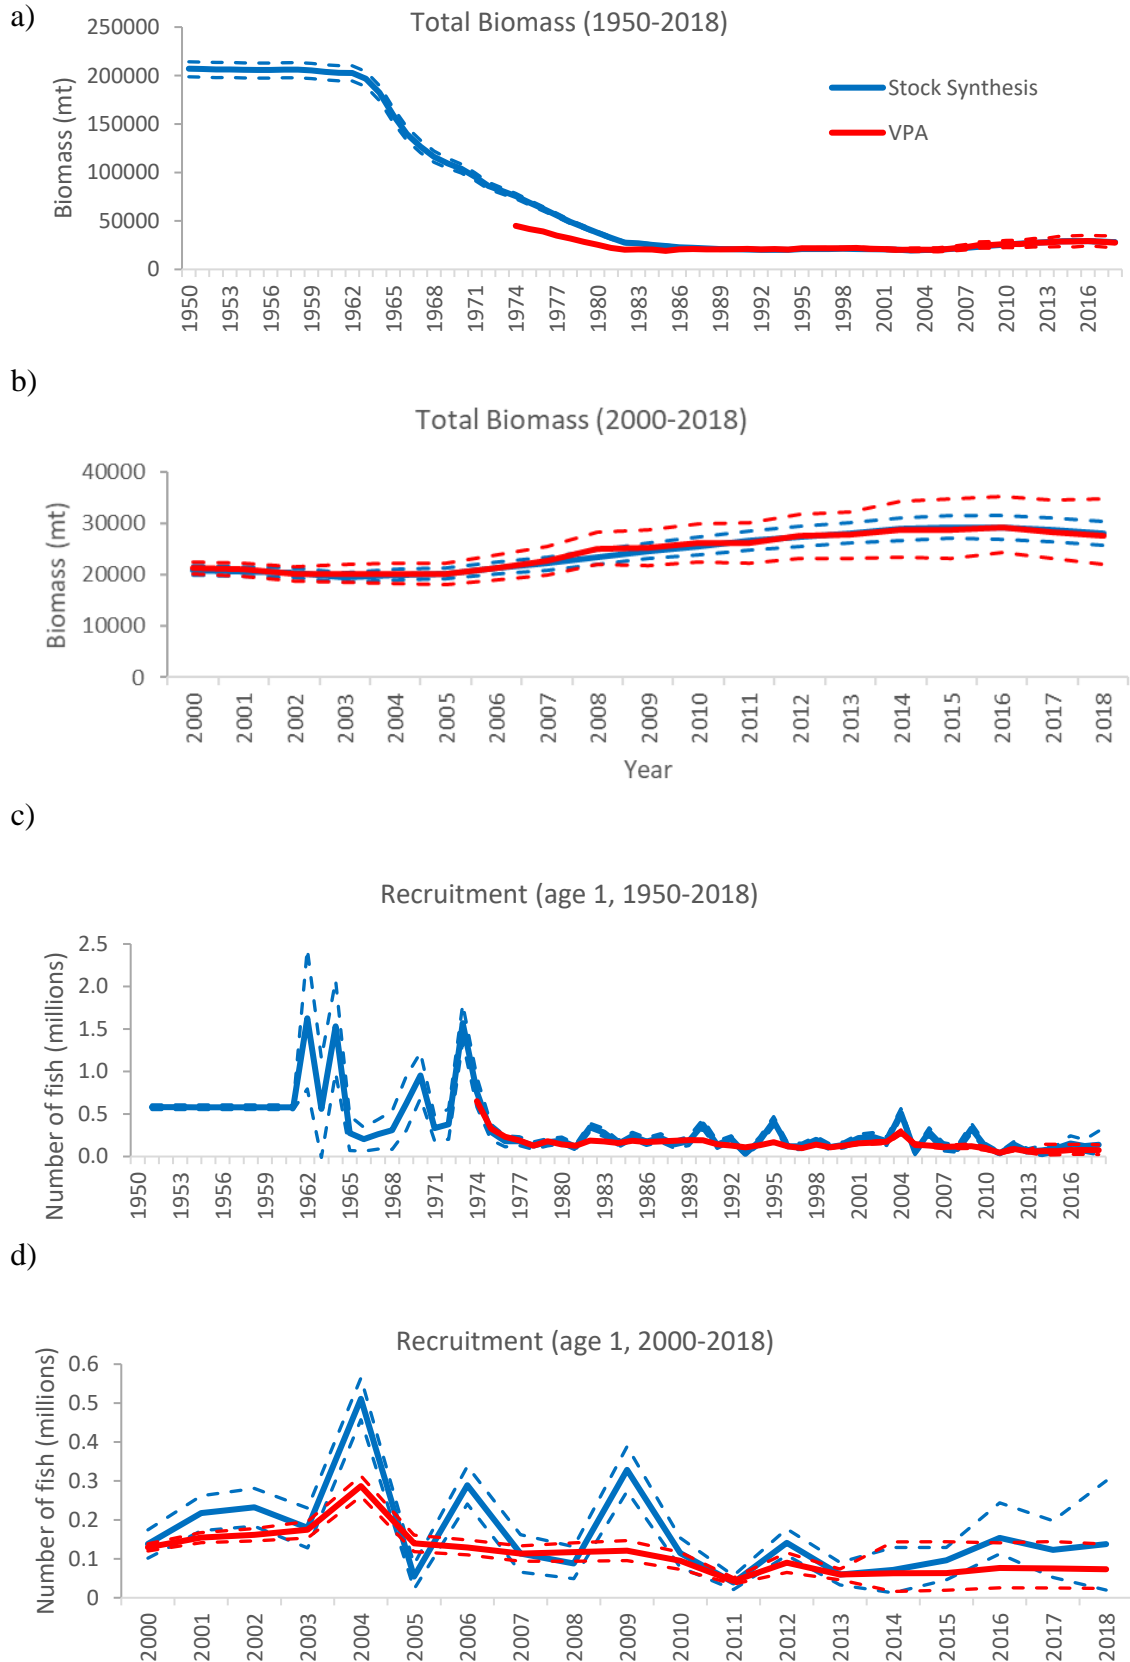 a)
Total Biomass (1950-2018)
Biomass (mt)
250000
200000
150000
100000
50000
0
Stock Synthesis
VPA
1950 1953 1956 1959 1962 1965 1968 1971 1974 1977 1980 1983 1986 1989 1992 1995 1998 2001 2004 2007 2010 2013 2016
b)
Total Biomass (2000-2018)
Biomass (mt)
40000
30000
20000
10000
0
2000 2001 2002 2003 2004 2005 2006 2007 2008 2009 2010 2011 2012 2013 2014 2015 2016 2017 2018
Year
c)
Recruitment (age 1, 1950-2018)
Number of fish (millions)
2.5
2.0
1.5
1.0
0.5
0.0
1950 1953 1956 1959 1962 1965 1968 1971 1974 1977 1980 1983 1986 1989 1992 1995 1998 2001 2004 2007 2010 2013 2016
d)
Recruitment (age 1, 2000-2018)
Number of fish (millions)
0.6
0.5
0.4
0.3
0.2
0.1
0
2000 2001 2002 2003 2004 2005 2006 2007 2008 2009 2010 2011 2012 2013 2014 2015 2016 2017 2018